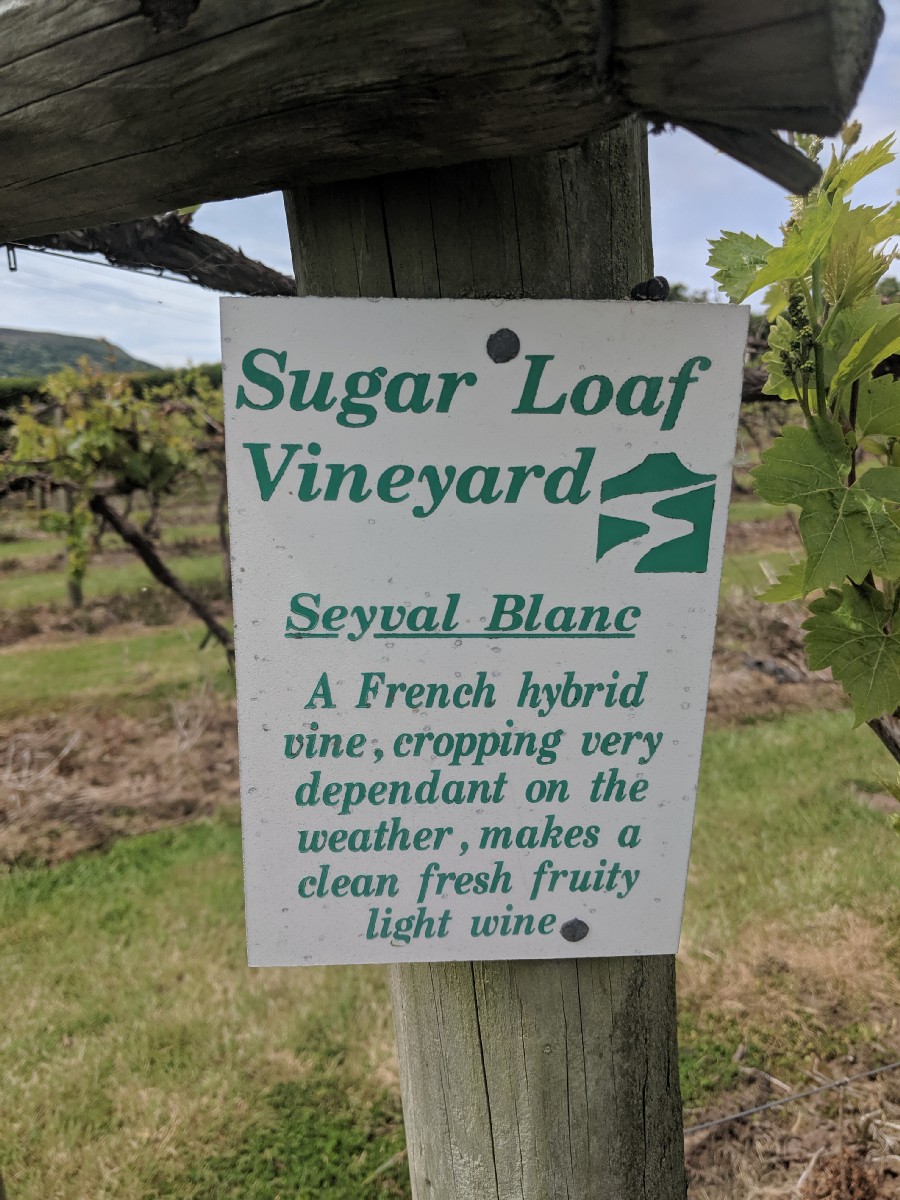 Sugar Loaf
Vineyard
Seyval Blanc
A French hybrid
vine, cropping very
dependant on the
weather, makes a
clean fresh fruity
light wine